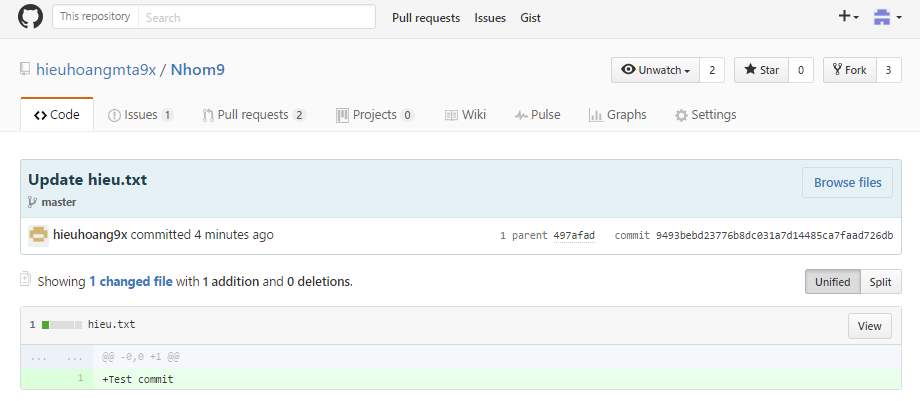 This repository Search Pull requests Issues Gist
hieuhoangmta9x / Nhom9 Unwatch 2 Star 0 Fork 3
Code Issues 1 Pull requests 2 Projects 0 Wiki Pulse Graphs Settings
Update hieu.txt Browse files
master
hieuhoang9x committed 4 minutes ago 1 parent 497afad commit 9493bebd23776b8dc031a7d14485ca7faad726db
Showing 1 changed file with 1 addition and 0 deletions. Unified Split
1 hieu.txt View
... ... @@ -0,0 +1 @@
1 +Test commit